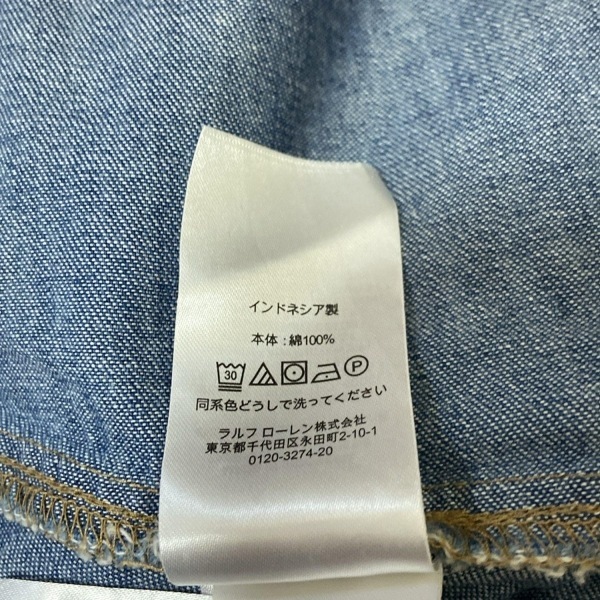 インドネシア製
本体:綿100%
30 P
同系色どうしで洗ってください
ラルフ ローレン株式会社
東京都千代田区永田町2-10-1
0120-3274-20